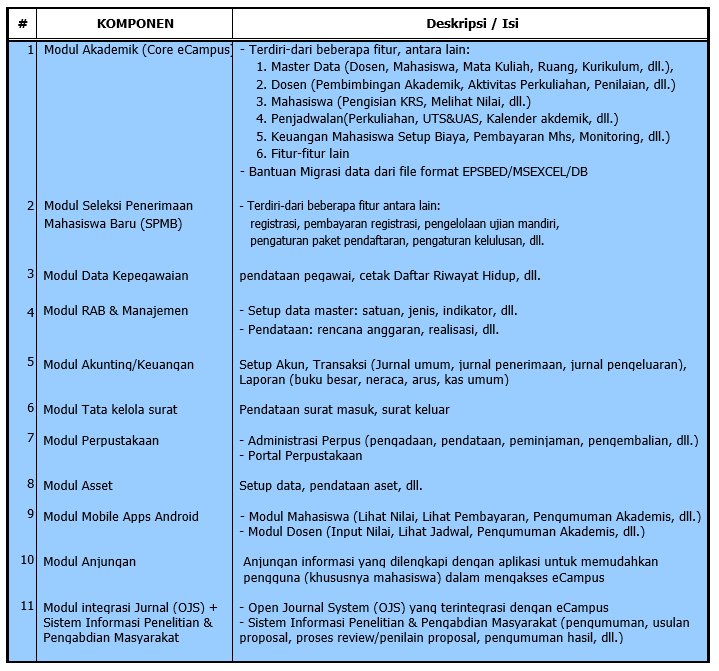 # KOMPONEN Deskripsi / Isi
1 Modul Akademik (Core eCampus) - Terdiri-dari beberapa fitur, antara lain:
1. Master Data (Dosen, Mahasiswa, Mata Kuliah, Ruang, Kurikulum, dll.),
2. Dosen (Pembimbingan Akademik, Aktivitas Perkuliahan, Penilaian, dll.)
3. Mahasiswa (Pengisian KRS, Melihat Nilai, dll.)
4. Penjadwalan(Perkuliahan, UTS&UAS, Kalender akdemik, dll.)
5. Keuangan Mahasiswa Setup Biaya, Pembayaran Mhs, Monitoring, dll.)
6. Fitur-fitur lain
- Bantuan Migrasi data dari file format EPSBED/MSEXCEL/DB
2 Modul Seleksi Penerimaan - Terdiri-dari beberapa fitur antara lain:
Mahasiswa Baru (SPMB) registrasi, pembayaran registrasi, pengelolaan ujian mandiri,
pengaturan paket pendaftaran, pengaturan kelulusan, dll.
3 Modul Data Kepegawaian pendataan pegawai, cetak Daftar Riwayat Hidup, dll.
4 Modul RAB & Manajemen - Setup data master: satuan, jenis, indikator, dll.
- Pendataan: rencana anggaran, realisasi, dll.
5 Modul Akunting/Keuangan Setup Akun, Transaksi (Jurnal umum, jurnal penerimaan, jurnal pengeluaran),
Laporan (buku besar, neraca, arus, kas umum)
6 Modul Tata kelola surat Pendataan surat masuk, surat keluar
7 Modul Perpustakaan - Administrasi Perpus (pengadaan, pendataan, peminjaman, pengembalian, dll.)
- Portal Perpustakaan
8 Modul Asset Setup data, pendataan aset, dll.
9 Modul Mobile Apps Android - Modul Mahasiswa (Lihat Nilai, Lihat Pembayaran, Pengumuman Akademis, dll.)
- Modul Dosen (Input Nilai, Lihat Jadwal, Pengumuman Akademis, dll.)
10 Modul Anjungan Anjungan informasi yang dilengkapi dengan aplikasi untuk memudahkan
pengguna (khususnya mahasiswa) dalam mengakses eCampus
11 Modul integrasi Jurnal (OJS) + - Open Journal System (OJS) yang terintegrasi dengan eCampus
Sistem Informasi Penelitian & - Sistem Informasi Penelitian & Pengabdian Masyarakat (pengumuman, usulan
Pengabdian Masyarakat proposal, proses review/penilain proposal, pengumuman hasil, dll.)